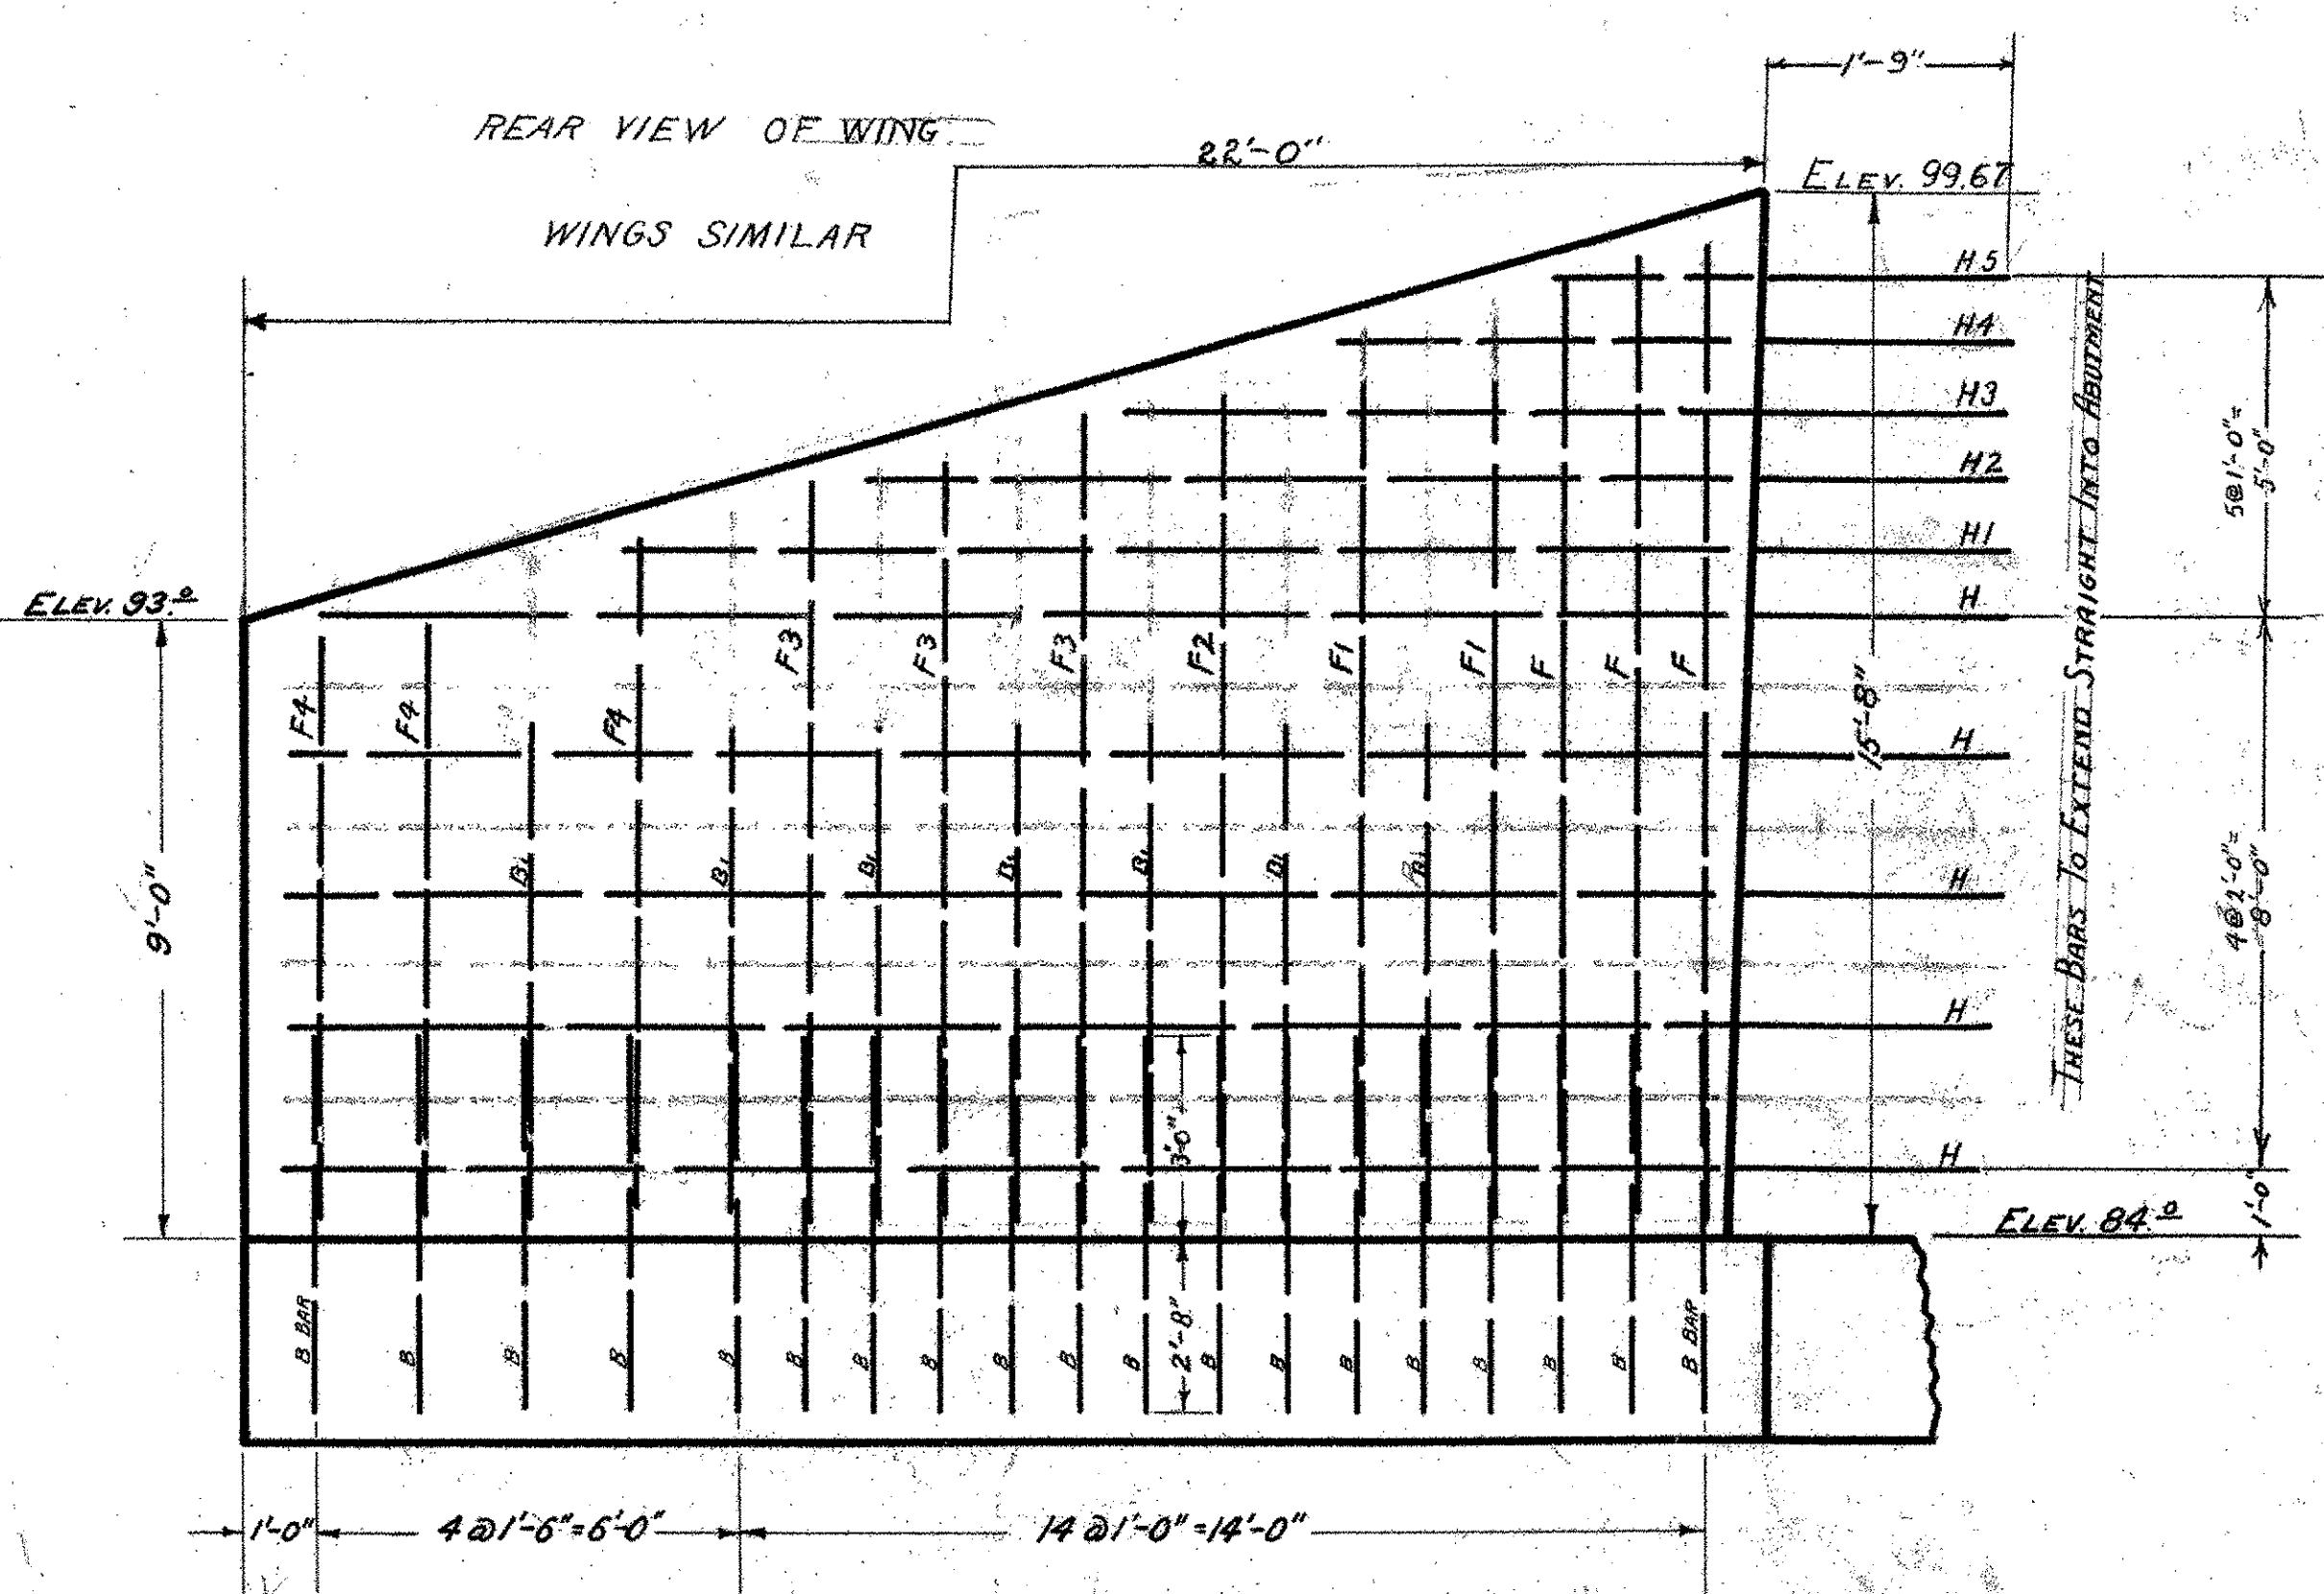 1'-9"
REAR VIEW OF WING
22'-0"
ELEV. 99.67
WINGS SIMILAR
H5
H4
H3
H2
H1
H
5@1'-0"=
5'-0"
THESE BARS TO EXTEND STRAIGHT INTO ABUTMENT
ELEV. 93.0
F4
F4
F4
F3
F3
F3
F2
F1
F1
F
F
F
15'-8"
H
9'-0"
B1
B1
B1
B1
B1
B1
B1
H
4@2'-0"=
8'-0"
H
3'-0"
H
ELEV. 84.0
1'-0"
B BAR
B
B
B
B
B
B
B
B
B
B
2'-8"
B
B
B
B
B
B
B
B BAR
1'-0"
4@1'-6"=6'-0"
14@1'-0"=14'-0"